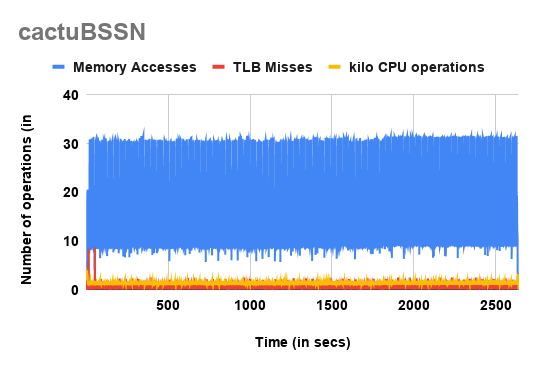 cactuBSSN
Memory Accesses TLB Misses kilo CPU operations
Number of operations (in
40
30
20
10
0
500 1000 1500 2000 2500
Time (in secs)